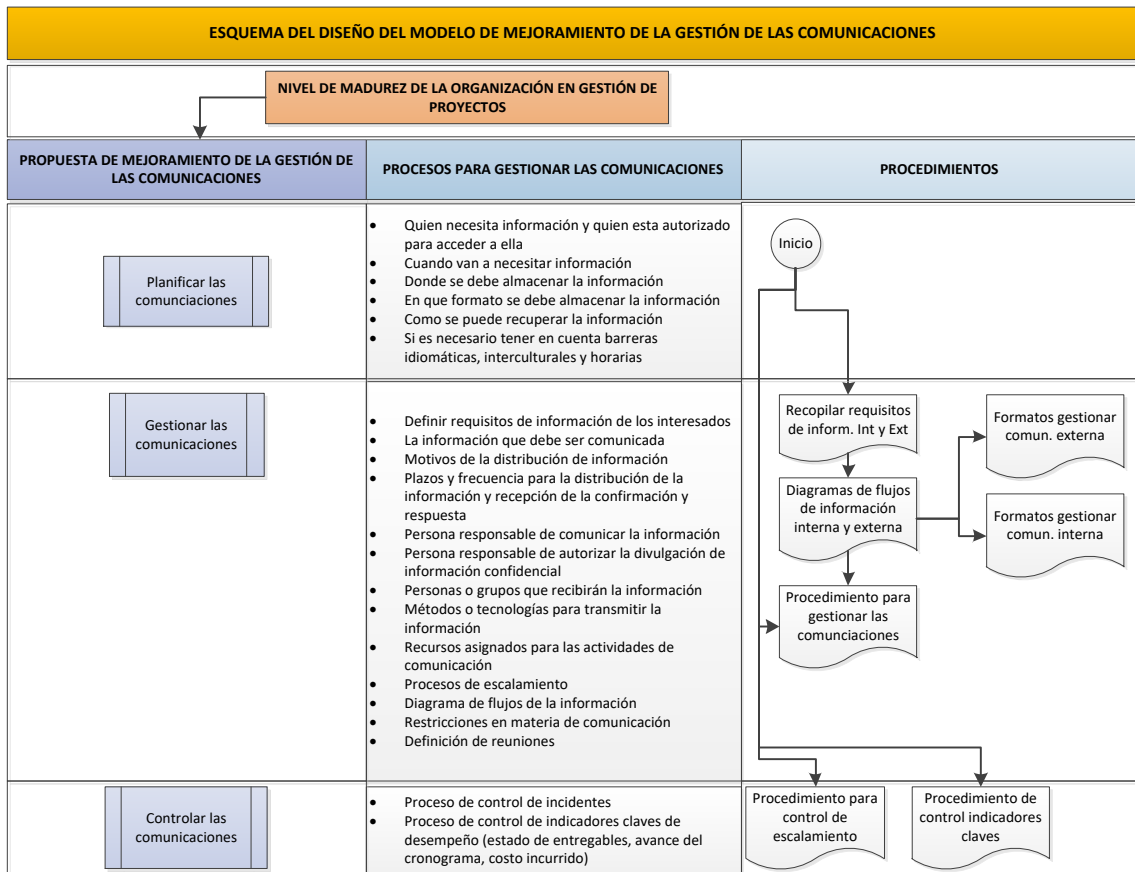 ESQUEMA DEL DISEÑO DEL MODELO DE MEJORAMIENTO DE LA GESTIÓN DE LAS COMUNICACIONES
NIVEL DE MADUREZ DE LA ORGANIZACIÓN EN GESTIÓN DE
PROYECTOS
PROPUESTA DE MEJORAMIENTO DE LA GESTIÓN DE
LAS COMUNICACIONES
PROCESOS PARA GESTIONAR LAS COMUNICACIONES
PROCEDIMIENTOS
Planificar las
comunciaciones
• Quien necesita información y quien esta autorizado
para acceder a ella
• Cuando van a necesitar información
• Donde se debe almacenar la información
• En que formato se debe almacenar la información
• Como se puede recuperar la información
• Si es necesario tener en cuenta barreras
idiomáticas, interculturales y horarias
Inicio
Gestionar las
comunicaciones
• Definir requisitos de información de los interesados
• La información que debe ser comunicada
• Motivos de la distribución de información
• Plazos y frecuencia para la distribución de la
información y recepción de la confirmación y
respuesta
• Persona responsable de comunicar la información
• Persona responsable de autorizar la divulgación de
información confidencial
• Personas o grupos que recibirán la información
• Métodos o tecnologías para transmitir la
información
• Recursos asignados para las actividades de
comunicación
• Procesos de escalamiento
• Diagrama de flujos de la información
• Restricciones en materia de comunicación
• Definición de reuniones
Recopilar requisitos
de inform. Int y Ext
Formatos gestionar
comun. externa
Diagramas de flujos
de información
interna y externa
Formatos gestionar
comun. interna
Procedimiento para
gestionar las
comunciaciones
Controlar las
comunicaciones
• Proceso de control de incidentes
• Proceso de control de indicadores claves de
desempeño (estado de entregables, avance del
cronograma, costo incurrido)
Procedimiento para
control de
escalamiento
Procedimiento de
control indicadores
claves